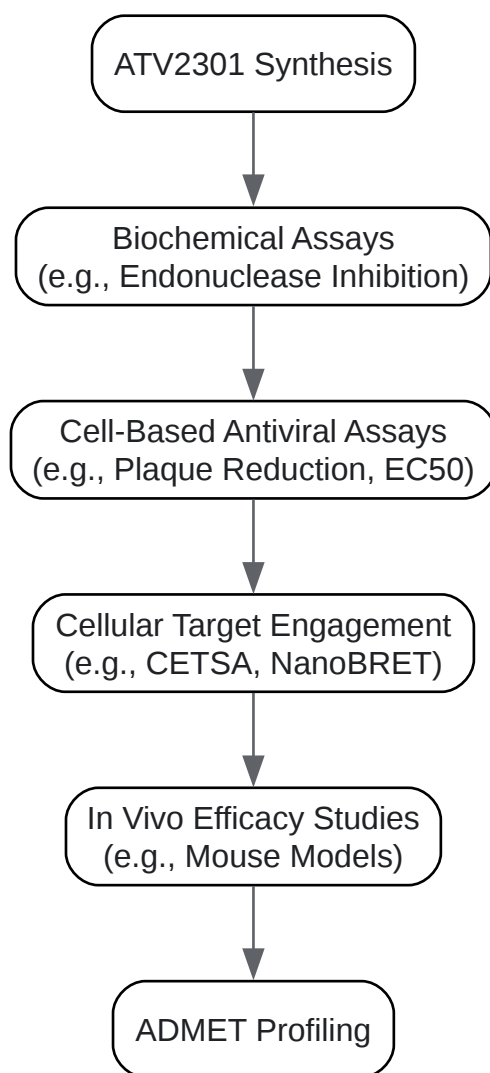 ATV2301 Synthesis
Biochemical Assays
(e.g., Endonuclease Inhibition)
Cell-Based Antiviral Assays
(e.g., Plaque Reduction, EC50)
Cellular Target Engagement
(e.g., CETSA, NanoBRET)
In Vivo Efficacy Studies
(e.g., Mouse Models)
ADMET Profiling